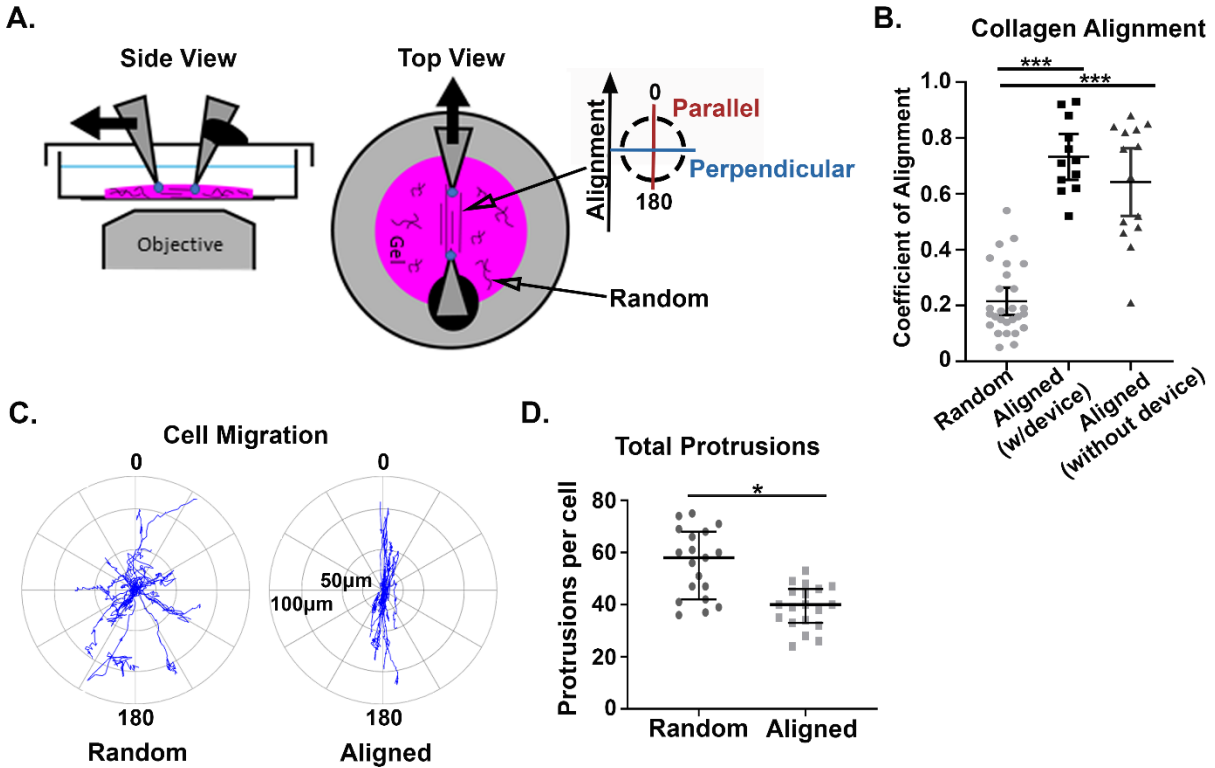 A.
Side View
Objective
Top View
Gel
Alignment
0
Parallel
Perpendicular
180
Random
B.
Collagen Alignment
***
***
Coefficient of Alignment
1.0
0.8
0.6
0.4
0.2
0
Random
Aligned
(w/device)
Aligned
(without device)
C.
Cell Migration
0
0
50µm
100µm
180
180
Random
Aligned
D.
Total Protrusions
*
Protrusions per cell
80
60
40
20
0
Random
Aligned